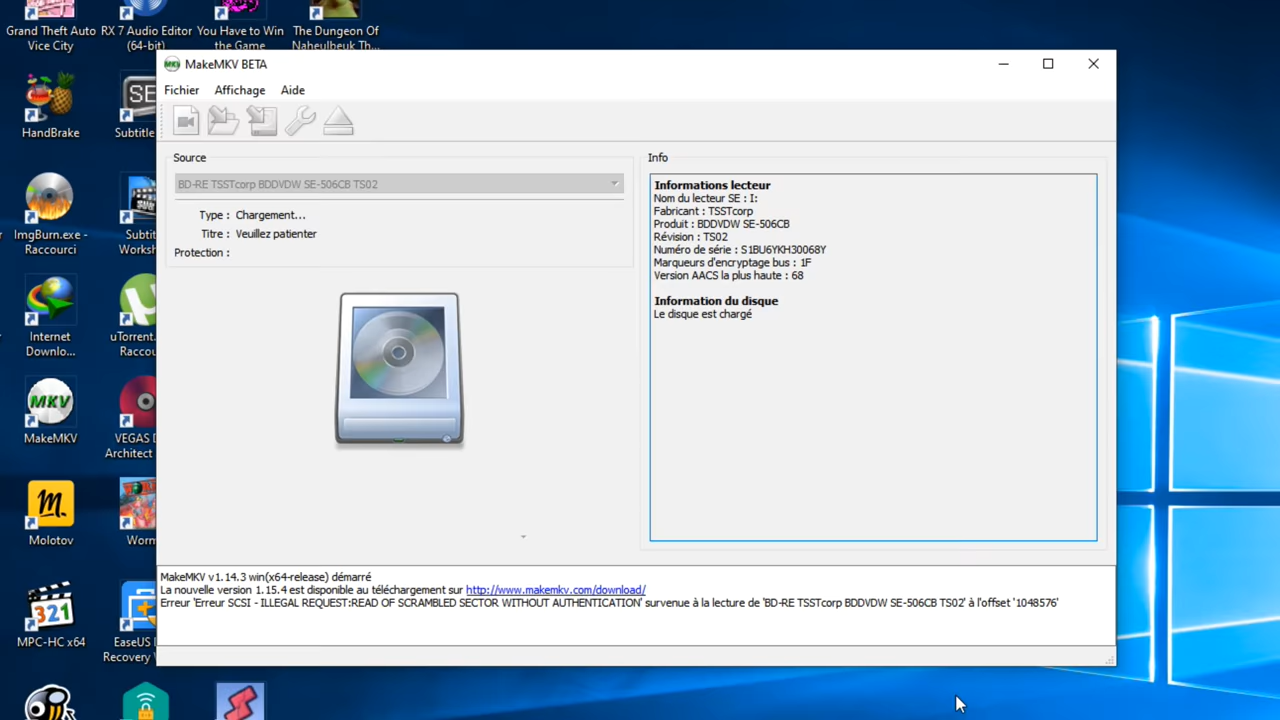 Grand Theft Auto
Vice City
RX 7 Audio Editor
(64-bit)
You Have to Win
the Game
The Dungeon Of
Naheulbeuk Th...
HandBrake
SE
Subtitle
ImgBurn.exe -
Raccourci
Subtit
Worksh
Internet
Downlo...
uTorrent.
Raccou
MKV
MakeMKV
VEGAS D
Architect
Molotov
Worm
321
MPC-HC x64
EaseUS
Recovery
MKV
MakeMKV BETA
Fichier
Affichage
Aide
Source
BD-RE TSSTcorp BDDVDW SE-506CB TS02
Type : Chargement...
Titre : Veuillez patienter
Protection :
Info
Informations lecteur
Nom du lecteur SE : I:
Fabricant : TSSTcorp
Produit : BDDVDW SE-506CB
Révision : TS02
Numéro de série : S1BU6YKH30068Y
Marqueurs d'encryptage bus : 1F
Version AACS la plus haute : 68
Information du disque
Le disque est chargé
MakeMKV v1.14.3 win(x64-release) démarré
La nouvelle version 1.15.4 est disponible au téléchargement sur http://www.makemkv.com/download/
Erreur 'Erreur SCSI - ILLEGAL REQUEST:READ OF SCRAMBLED SECTOR WITHOUT AUTHENTICATION' survenue à la lecture de 'BD-RE TSSTcorp BDDVDW SE-506CB TS02' à l'offset '1048576'